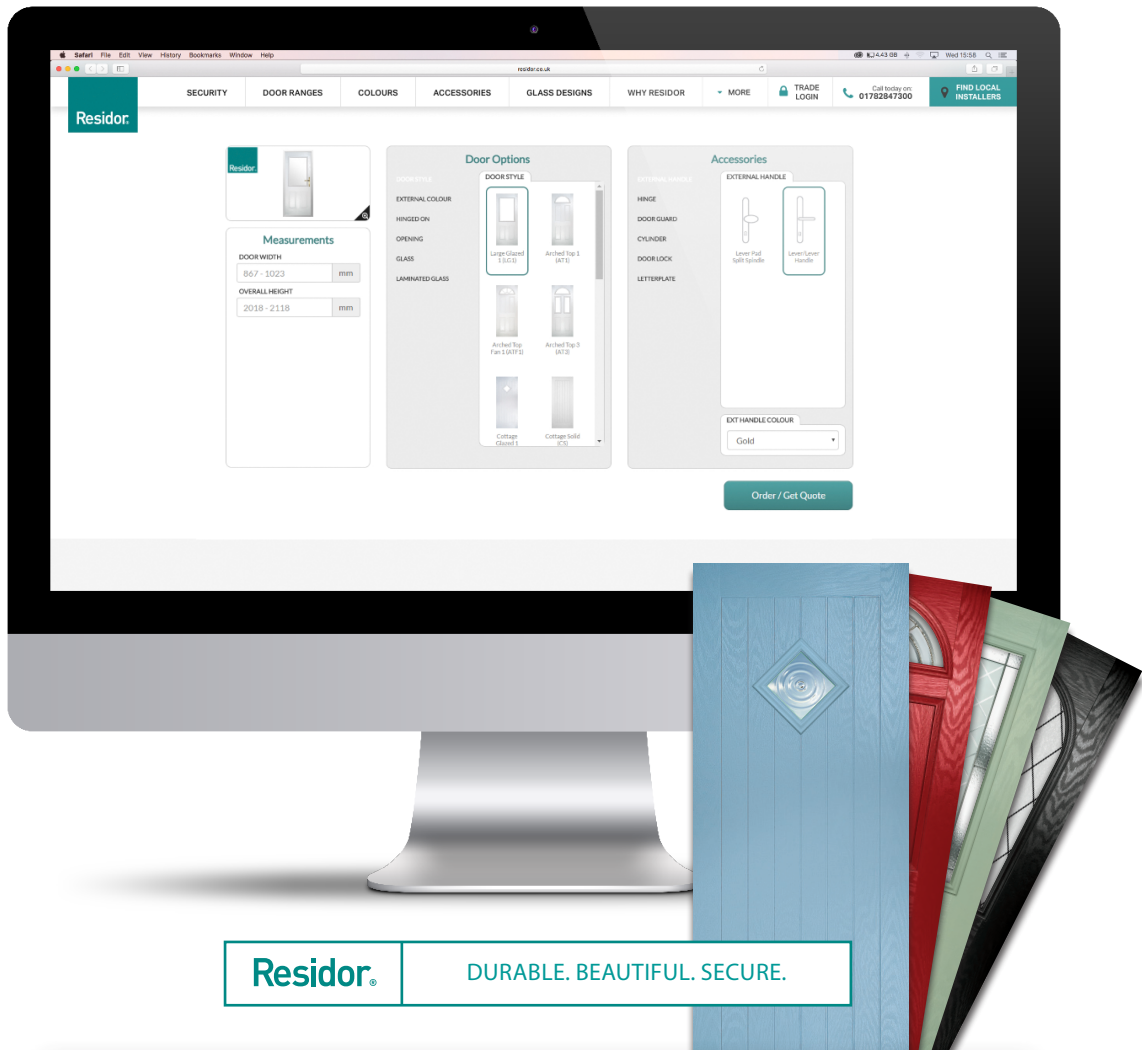 Safari File Edit View History Bookmarks Window Help
4.43 GB Wed 15:58
residor.co.uk
SECURITY DOOR RANGES COLOURS ACCESSORIES GLASS DESIGNS WHY RESIDOR MORE
TRADE
LOGIN
Call today on:
01782847300
FIND LOCAL
INSTALLERS
Residor.
Residor.
Measurements
DOOR WIDTH
867 - 1023 mm
OVERALL HEIGHT
2018 - 2118 mm
Door Options
DOOR STYLE
EXTERNAL COLOUR
HINGED ON
OPENING
GLASS
LAMINATED GLASS
DOOR STYLE
Large Glazed
1 (LG1)
Arched Top 1
(AT1)
Arched Top
Fan 1 (ATF1)
Arched Top 3
(AT3)
Cottage
Glazed 1
Cottage Solid
(CS)
Accessories
EXTERNAL HANDLE
HINGE
DOOR GUARD
CYLINDER
DOOR LOCK
LETTERPLATE
EXTERNAL HANDLE
Lever Pad
Split Spindle
Lever/Lever
Handle
EXT HANDLE COLOUR
Gold
Order / Get Quote
Residor®
DURABLE. BEAUTIFUL. SECURE.